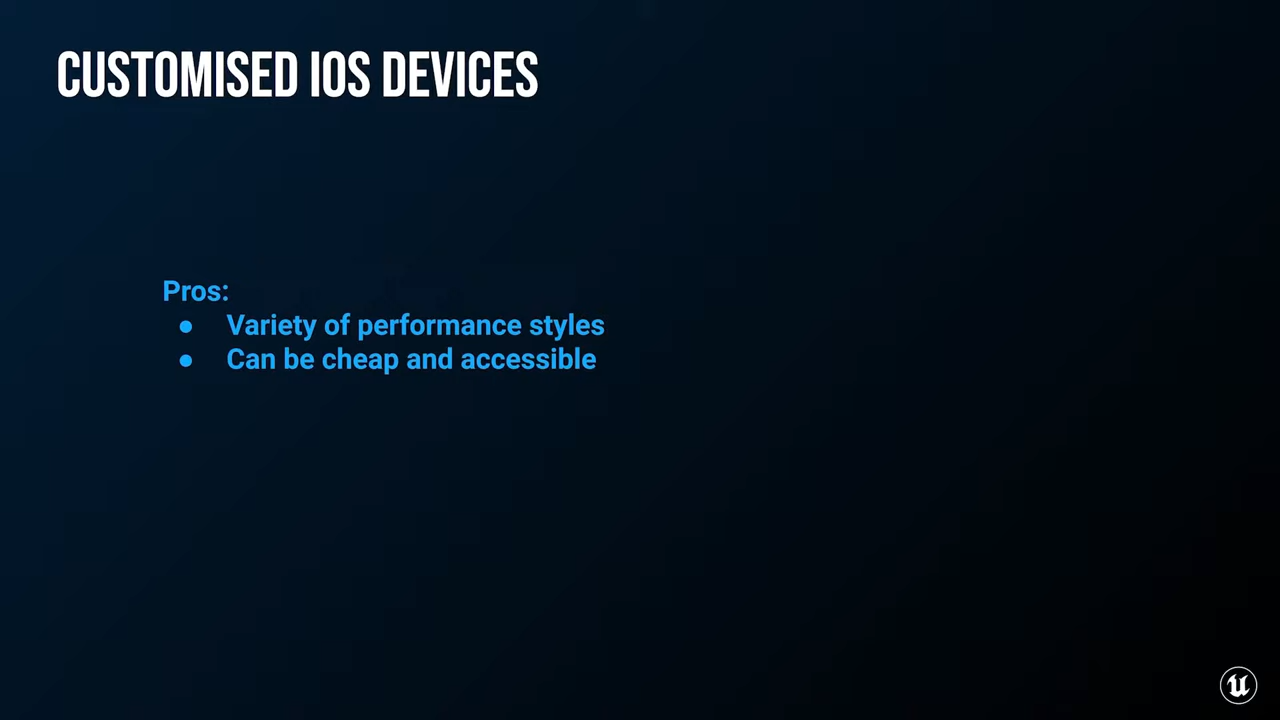 CUSTOMISED IOS DEVICES
Pros:
● Variety of performance styles
● Can be cheap and accessible